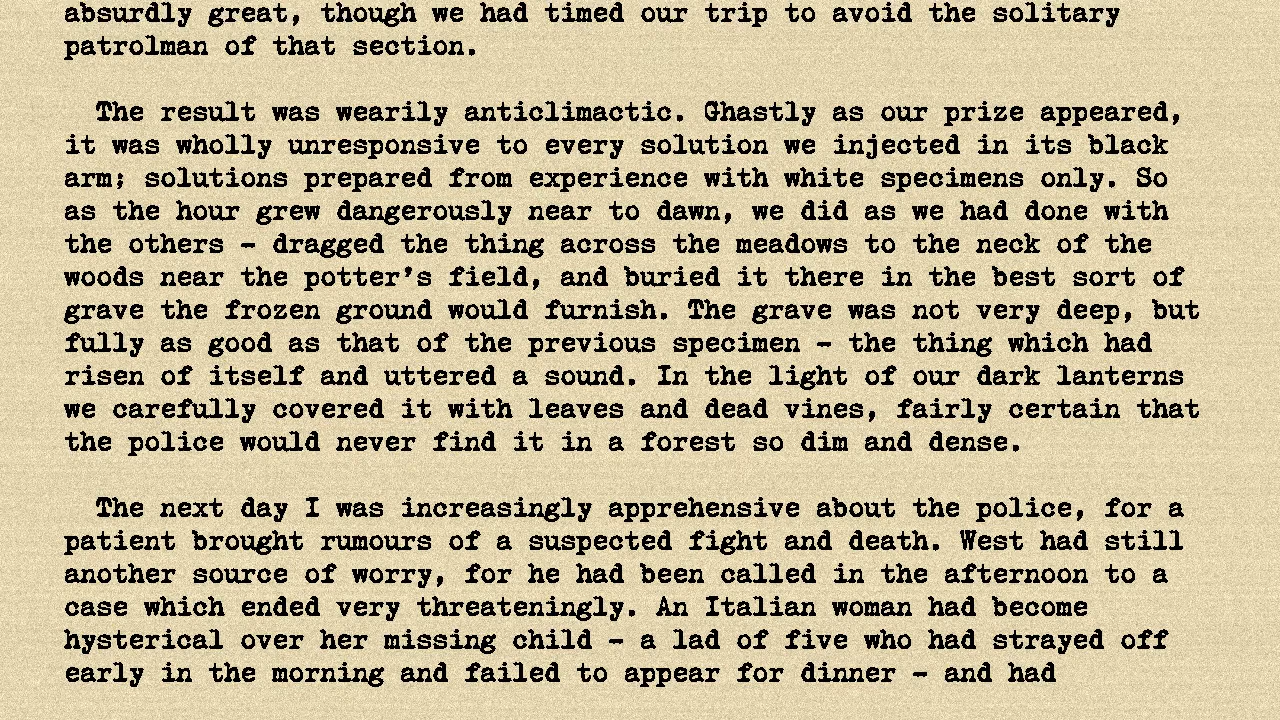 absurdly great, though we had timed our trip to avoid the solitary
patrolman of that section.
The result was wearily anticlimactic. Ghastly as our prize appeared,
it was wholly unresponsive to every solution we injected in its black
arm; solutions prepared from experience with white specimens only. So
as the hour grew dangerously near to dawn, we did as we had done with
the others – dragged the thing across the meadows to the neck of the
woods near the potter's field, and buried it there in the best sort of
grave the frozen ground would furnish. The grave was not very deep, but
fully as good as that of the previous specimen – the thing which had
risen of itself and uttered a sound. In the light of our dark lanterns
we carefully covered it with leaves and dead vines, fairly certain that
the police would never find it in a forest so dim and dense.
The next day I was increasingly apprehensive about the police, for a
patient brought rumours of a suspected fight and death. West had still
another source of worry, for he had been called in the afternoon to a
case which ended very threateningly. An Italian woman had become
hysterical over her missing child – a lad of five who had strayed off
early in the morning and failed to appear for dinner – and had